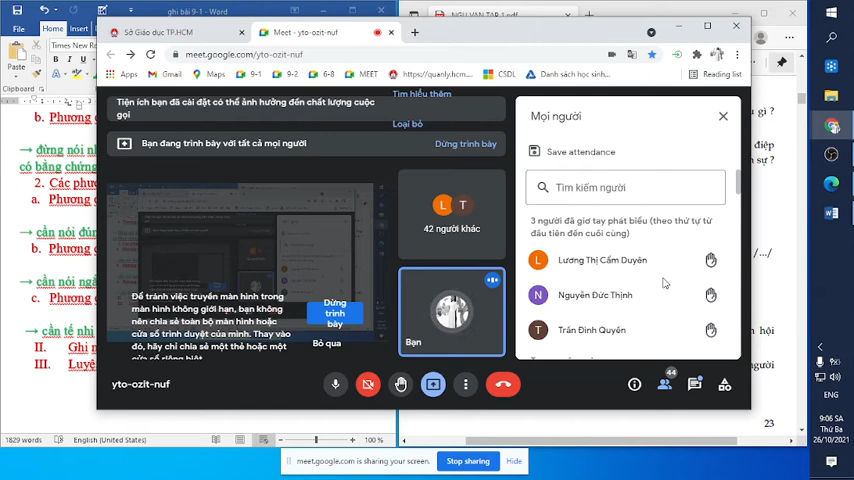 ghi bài 9-1 - Word
File
Home
Insert
Times New Ro
Paste
Clipboard
b. Phương c
→ đừng nói nh
có bằng chứng
2. Các phươ
a. Phương c
cần nói đún
b. Phương c
→ cần nói ngắ
c. Phương c
→ cần tế nhị
II. Ghi n
III. Luyệ
1829 words
English (United States)
100 %
NGU VAN TAP 1.pdf
Sở Giáo dục TP.HCM
Meet - yto-ozit-nuf
meet.google.com/yto-ozit-nuf
Apps
Gmail
Maps
9-1
9-2
6-8
MEET
https://quanly.hcm...
CSDL
Danh sách học sinh...
Reading list
Tiện ích bạn đã cài đặt có thể ảnh hưởng đến chất lượng cuộc
gọi
Tìm hiểu thêm
Loại bỏ
Bạn đang trình bày với tất cả mọi người
Dừng trình bày
Để tránh việc truyền màn hình trong
màn hình không giới hạn, bạn không
nên chia sẻ toàn bộ màn hình hoặc
cửa sổ trình duyệt của mình. Thay vào
đó, hãy chỉ chia sẻ một thẻ hoặc một
cửa sổ riêng biệt
Dừng
trình
bày
Bỏ qua
L
T
42 người khác
Bạn
Mọi người
Save attendance
Tìm kiếm người
3 người đã giơ tay phát biểu (theo thứ tự từ
đầu tiên đến cuối cùng)
L
Lương Thị Cẩm Duyên
N
Nguyễn Đức Thịnh
T
Trần Đình Quyền
yto-ozit-nuf
44
gì ?
điệp
sự ?
/.../
hội
người
23
meet.google.com is sharing your screen.
Stop sharing
Hide
ENG
9:06 SA
Thứ Ba
26/10/2021